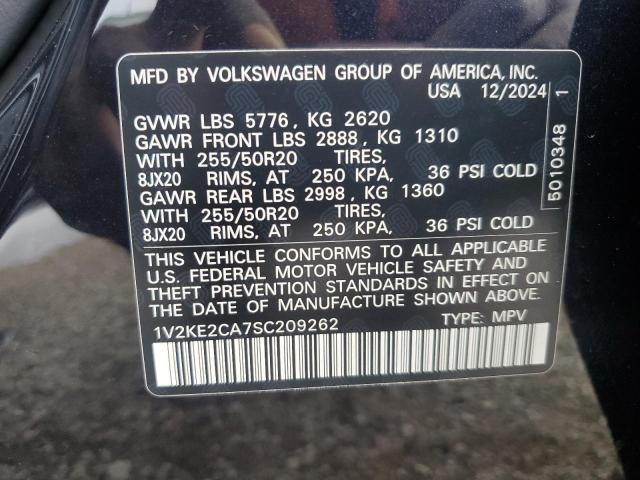 MFD BY VOLKSWAGEN GROUP OF AMERICA, INC.
USA 12/2024
GVWR LBS 5776, KG 2620
GAWR FRONT LBS 2888, KG 1310
WITH 255/50R20 TIRES,
8JX20 RIMS, AT 250 KPA, 36 PSI COLD
GAWR REAR LBS 2998, KG 1360
WITH 255/50R20 TIRES,
8JX20 RIMS, AT 250 KPA, 36 PSI COLD
THIS VEHICLE CONFORMS TO ALL APPLICABLE
U.S. FEDERAL MOTOR VEHICLE SAFETY AND
THEFT PREVENTION STANDARDS IN EFFECT ON
THE DATE OF MANUFACTURE SHOWN ABOVE.
1V2KE2CA7SC209262 TYPE: MPV
5010348 1